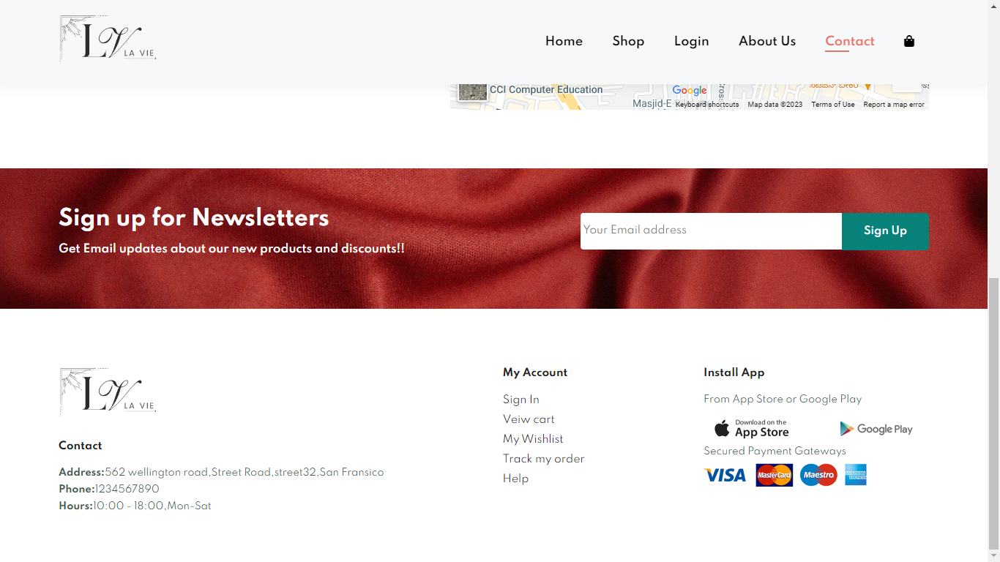 LV LA VIE
Home Shop Login About Us Contact
CCI Computer Education
Google
Masjid-E
Keyboard shortcuts Map data ©2023 Terms of Use Report a map error
Sign up for Newsletters
Get Email updates about our new products and discounts!!
Your Email address
Sign Up
LV LA VIE
Contact
Address:562 wellington road,Street Road,street32,San Fransico
Phone:1234567890
Hours:10:00 - 18:00,Mon-Sat
My Account
Sign In
Veiw cart
My Wishlist
Track my order
Help
Install App
From App Store or Google Play
Download on the
App Store
Google Play
Secured Payment Gateways
VISA MasterCard Maestro AMERICAN EXPRESS